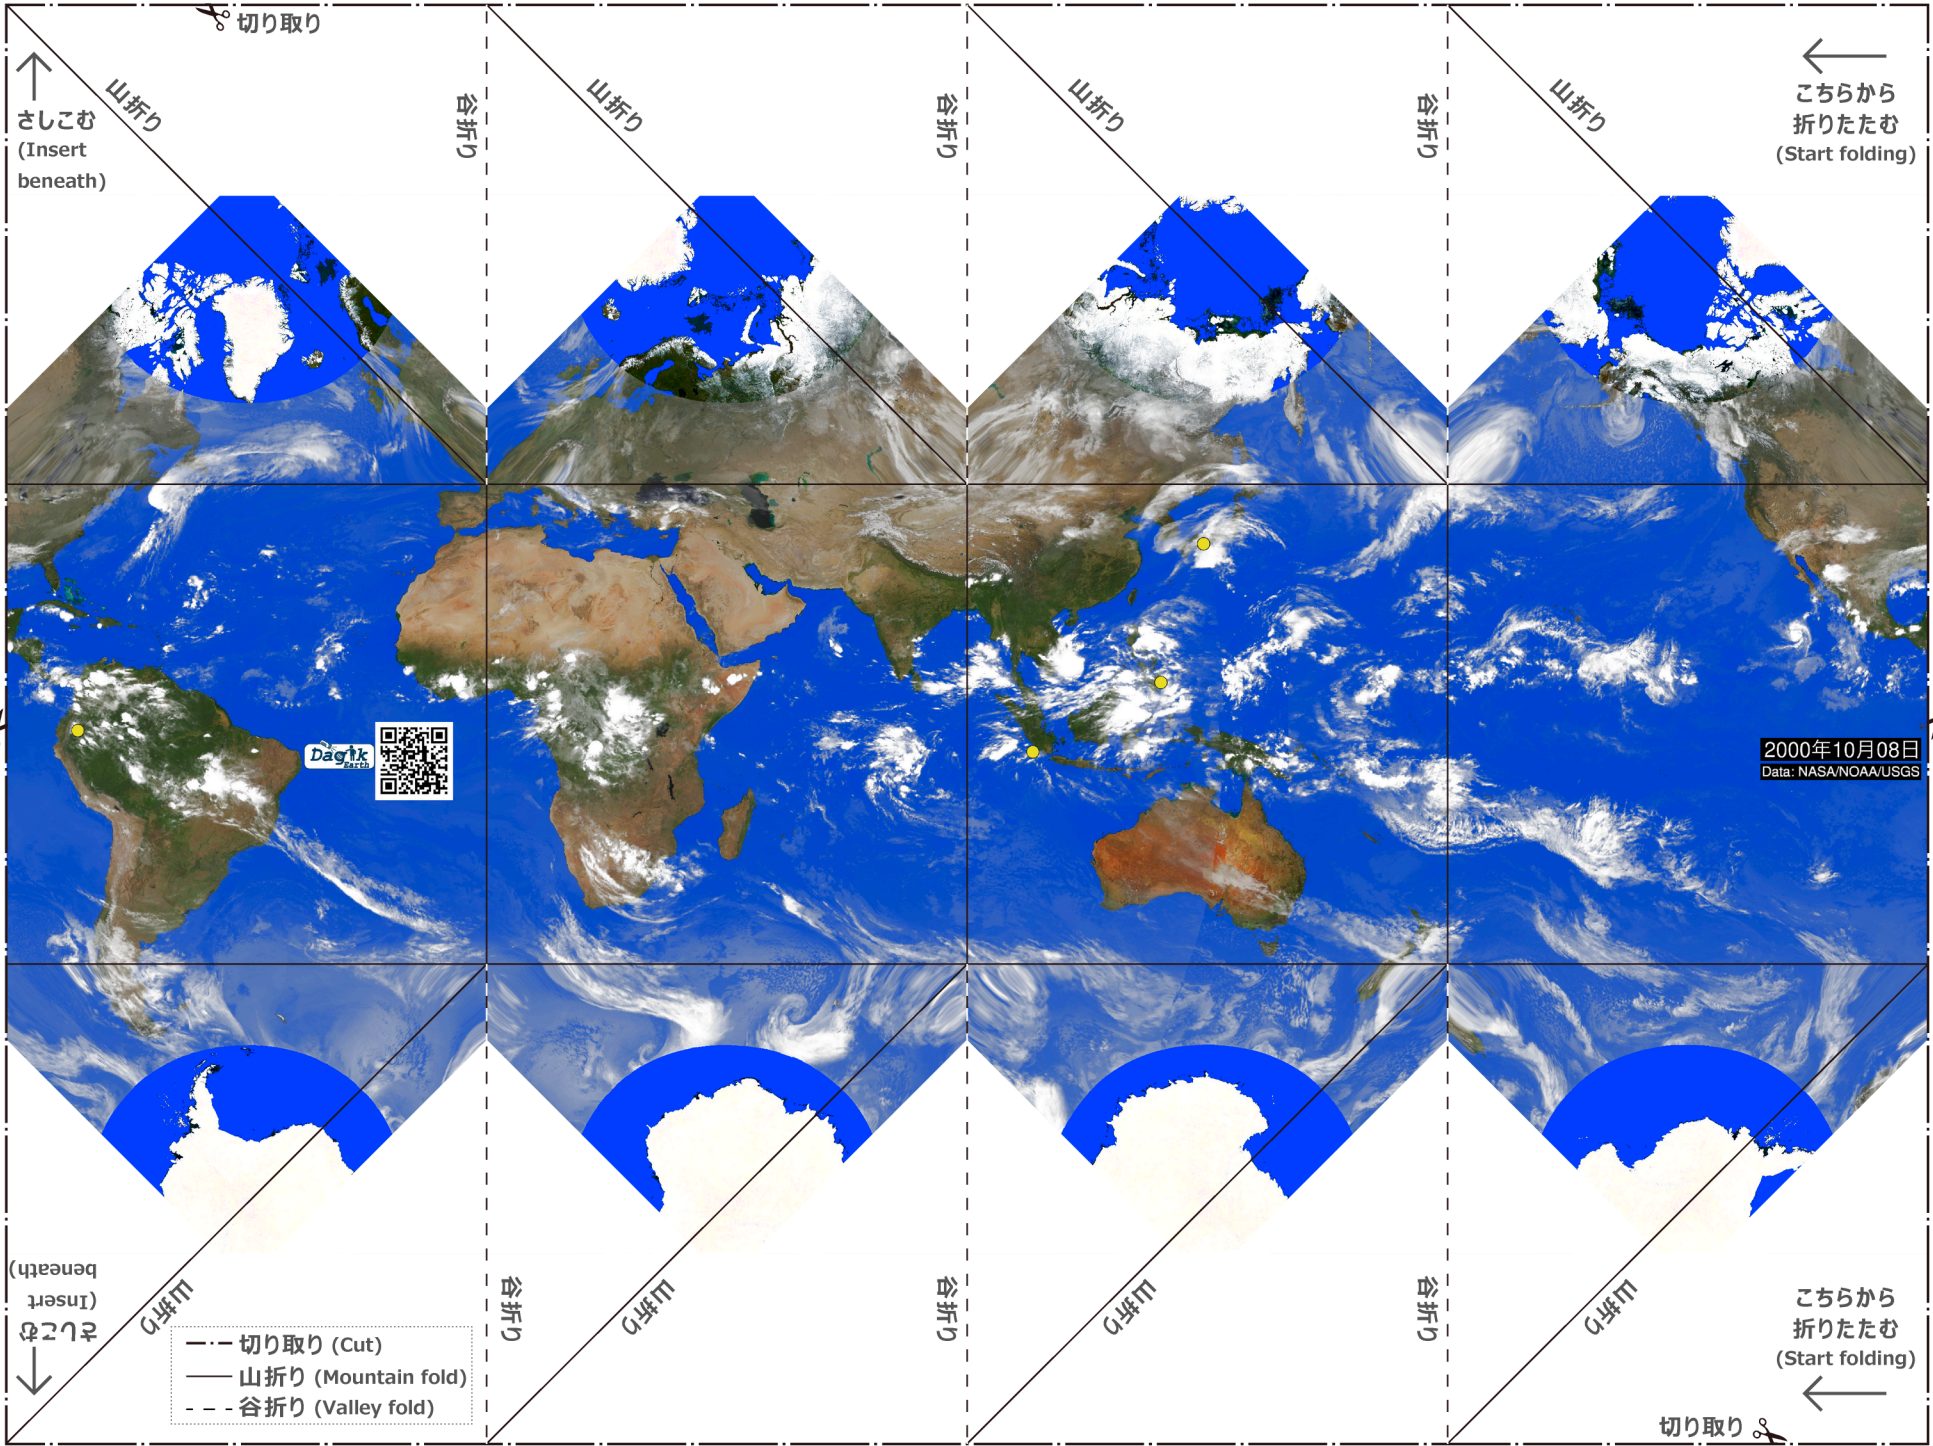 切り取り
山折り
谷折り
山折り
谷折り
山折り
谷折り
山折り
さしこむ
(Insert
beneath)
こちらから
折りたたむ
(Start folding)
Dagik
Earth
2000年10月08日
Data: NASA/NOAA/USGS
さしこむ
(Insert
beneath)
山折り
谷折り
山折り
谷折り
山折り
谷折り
山折り
切り取り (Cut)
山折り (Mountain fold)
谷折り (Valley fold)
こちらから
折りたたむ
(Start folding)
切り取り